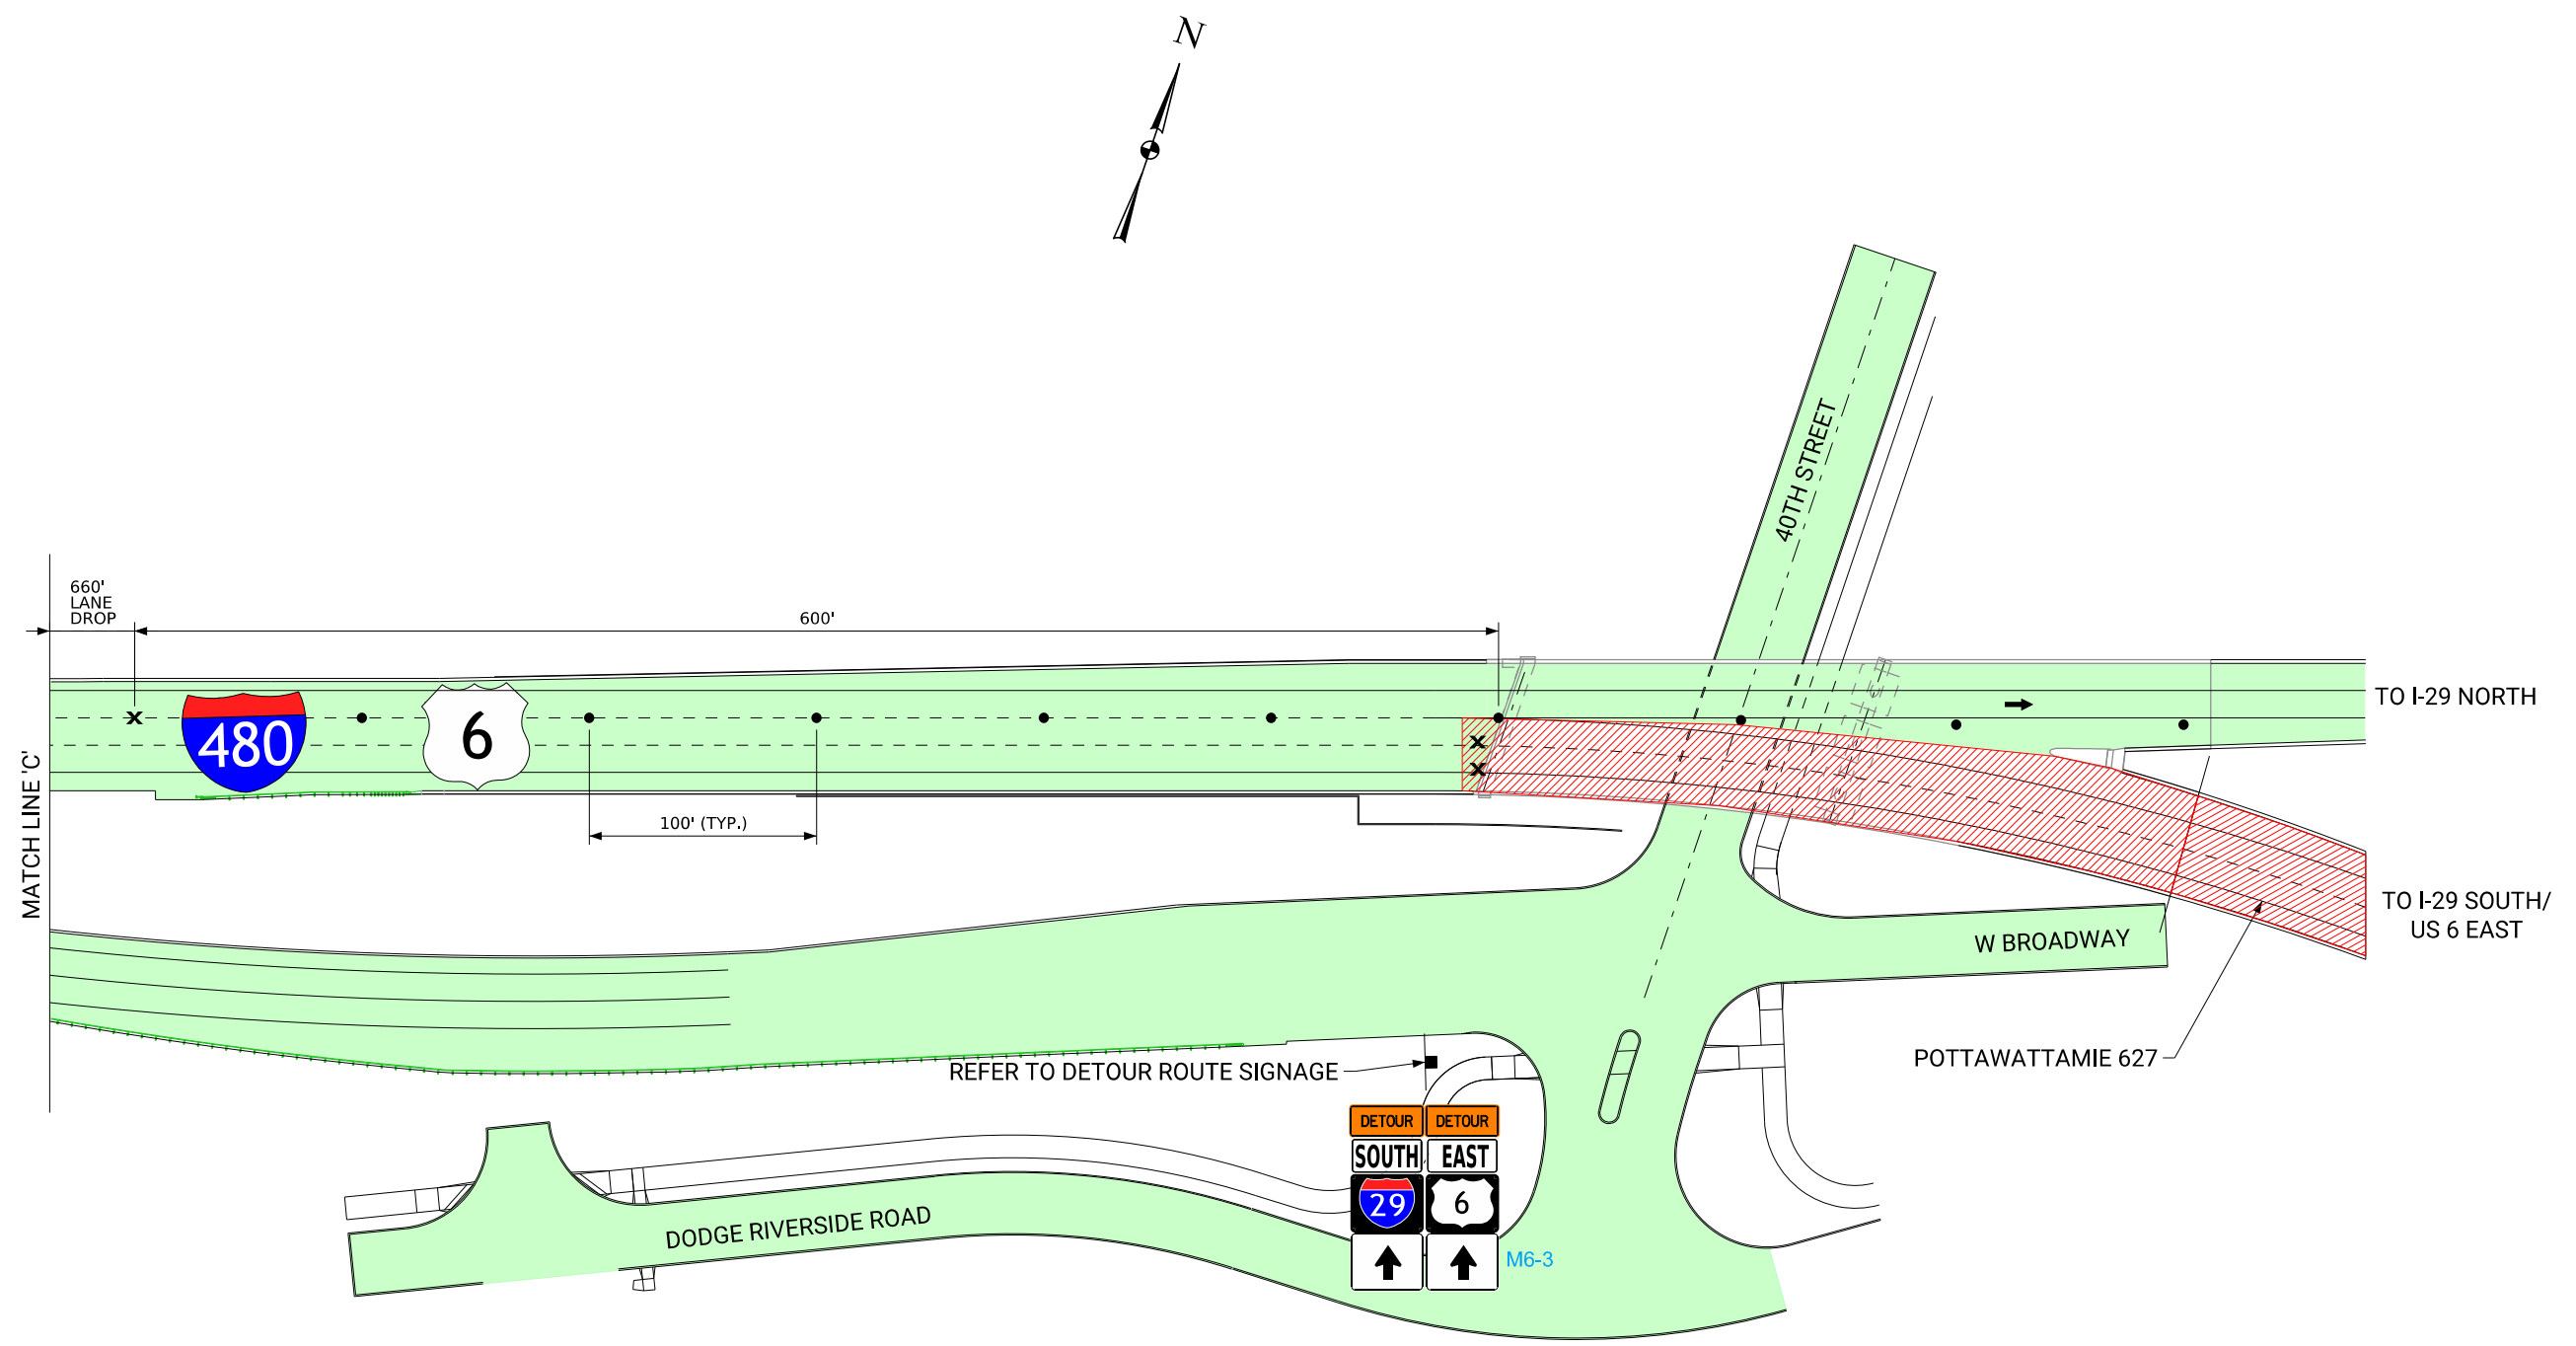 N
40TH STREET
660'
LANE
DROP
600'
480
6
TO I-29 NORTH
MATCH LINE 'C'
100' (TYP.)
TO I-29 SOUTH/
US 6 EAST
W BROADWAY
REFER TO DETOUR ROUTE SIGNAGE
POTTAWATTAMIE 627
DETOUR DETOUR
SOUTH EAST
29 6
DODGE RIVERSIDE ROAD
M6-3